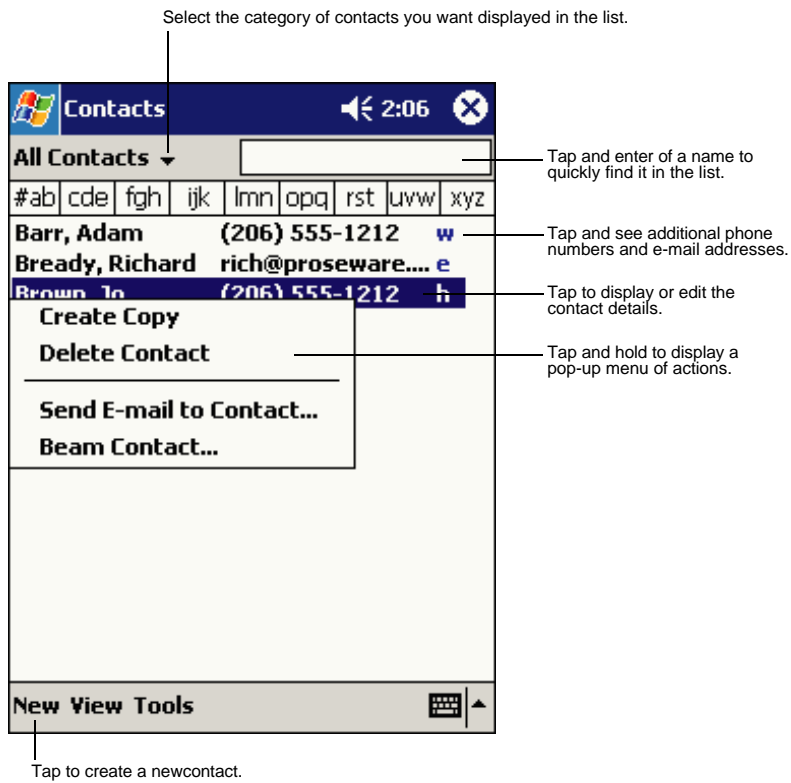 Select the category of contacts you want displayed in the list.
Contacts 2:06
All Contacts
#ab cde fgh ijk lmn opq rst uvw xyz
Tap and enter of a name to
quickly find it in the list.
Barr, Adam (206) 555-1212 w
Tap and see additional phone
numbers and e-mail addresses.
Bready, Richard rich@proseware.... e
Brown, Jo (206) 555-1212 h
Tap to display or edit the
contact details.
Create Copy
Delete Contact
Tap and hold to display a
pop-up menu of actions.
Send E-mail to Contact...
Beam Contact...
New View Tools
Tap to create a newcontact.